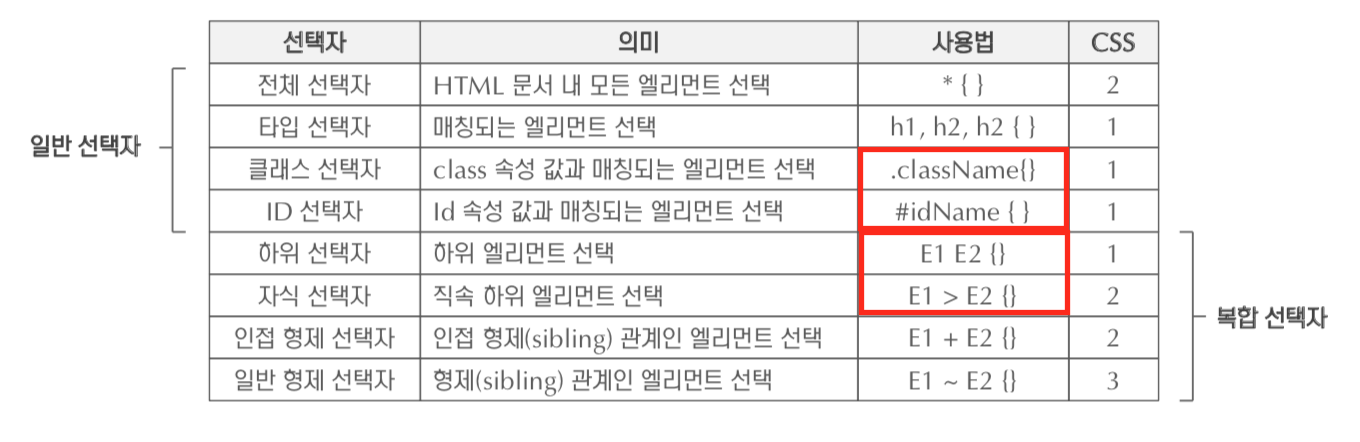 선택자 의미 사용법 CSS
전체 선택자 HTML 문서 내 모든 엘리먼트 선택 * { } 2
타입 선택자 매칭되는 엘리먼트 선택 h1, h2, h2 { } 1
일반 선택자
클래스 선택자 class 속성 값과 매칭되는 엘리먼트 선택 .className{} 1
ID 선택자 Id 속성 값과 매칭되는 엘리먼트 선택 #idName { } 1
하위 선택자 하위 엘리먼트 선택 E1 E2 {} 1
자식 선택자 직속 하위 엘리먼트 선택 E1 > E2 {} 2
복합 선택자
인접 형제 선택자 인접 형제(sibling) 관계인 엘리먼트 선택 E1 + E2 {} 2
일반 형제 선택자 형제(sibling) 관계인 엘리먼트 선택 E1 ~ E2 {} 3